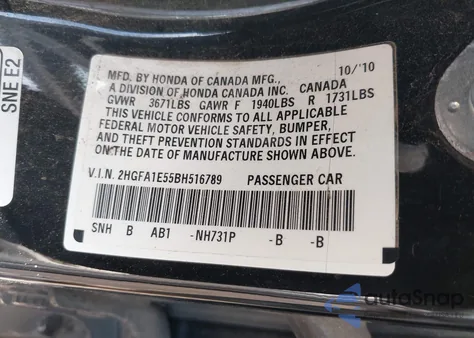 SNE E2
MFD. BY HONDA OF CANADA MFG., 10/'10
A DIVISION OF HONDA CANADA INC. CANADA
GVWR 3671LBS GAWR F 1940LBS R 1731LBS
THIS VEHICLE CONFORMS TO ALL APPLICABLE
FEDERAL MOTOR VEHICLE SAFETY, BUMPER,
AND THEFT PREVENTION STANDARDS IN EFFECT
ON THE DATE OF MANUFACTURE SHOWN ABOVE.
V.I.N. 2HGFA1E55BH516789 PASSENGER CAR
SNH B AB1 -NH731P -B -B
autoSnap